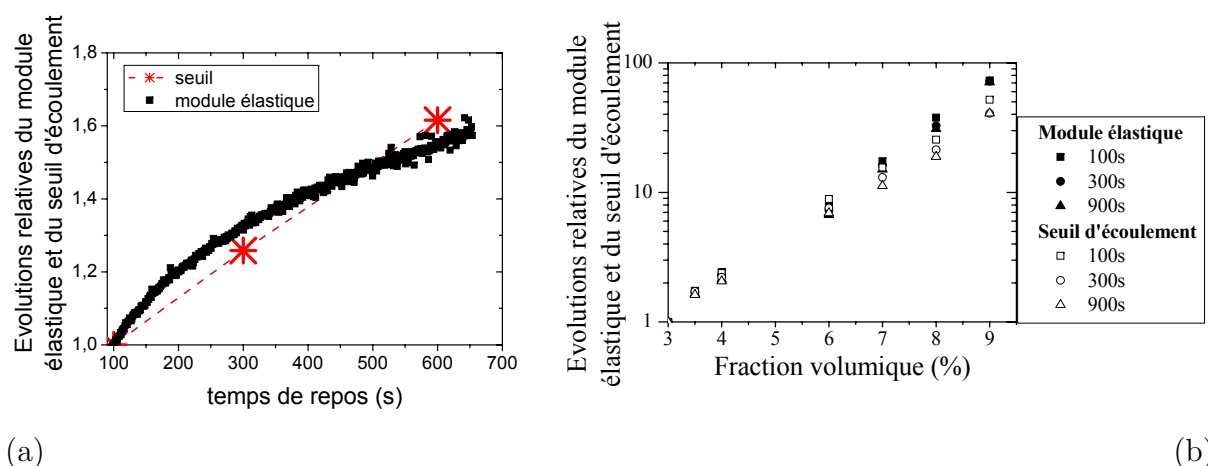 Evolutions relatives du module
élastique et du seuil d'écoulement
1,8
1,6
1,4
1,2
1,0
seuil
module élastique
100
200
300
400
500
600
700
temps de repos (s)
(a)
Evolutions relatives du module
élastique et du seuil d'écoulement
100
10
1
3
4
5
6
7
8
9
Fraction volumique (%)
Module élastique
100s
300s
900s
Seuil d'écoulement
100s
300s
900s
(b)